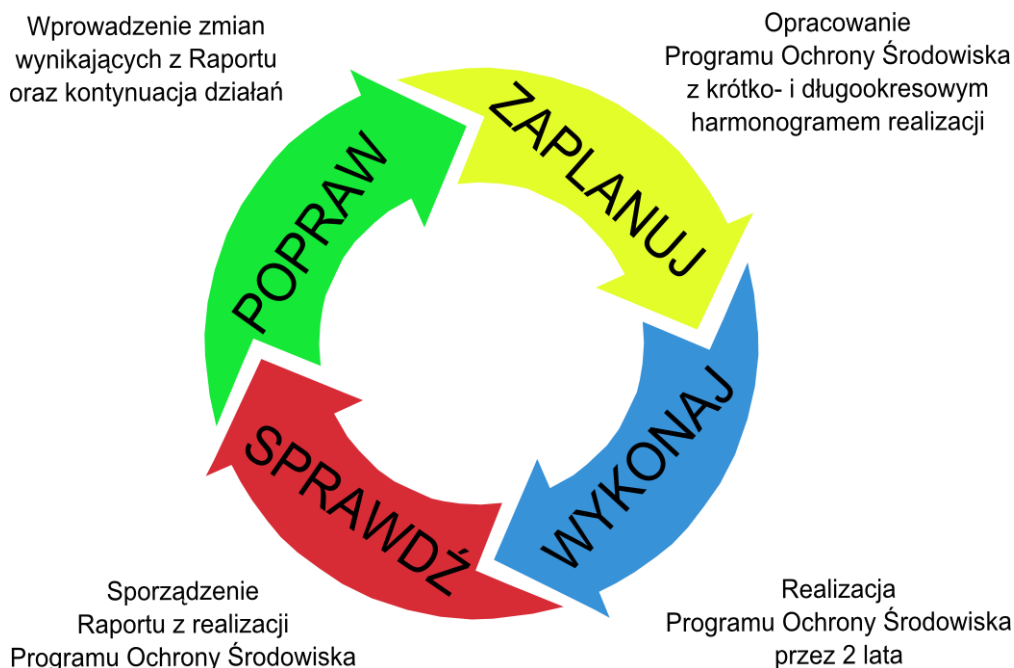 Wprowadzenie zmian
wynikających z Raportu
oraz kontynuacja działań
Opracowanie
Programu Ochrony Środowiska
z krótko- i długookresowym
harmonogramem realizacji
ZAPLANUJ
POPRAW
WYKONAJ
SPRAWDŹ
Sporządzenie
Raportu z realizacji
Programu Ochrony Środowiska
Realizacja
Programu Ochrony Środowiska
przez 2 lata